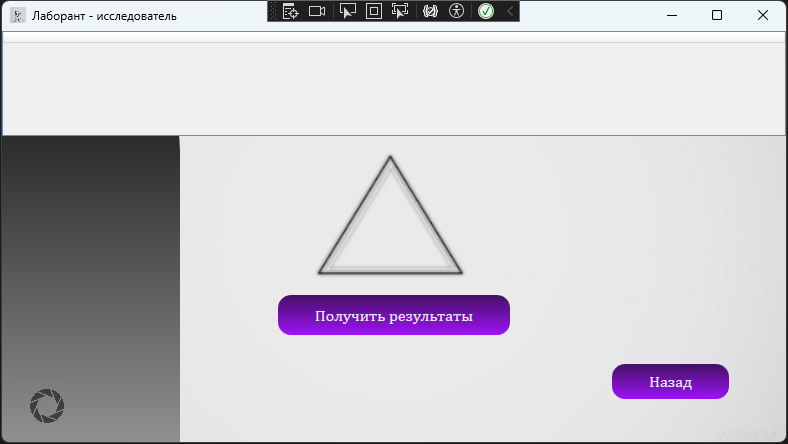 Лаборант - исследователь
Получить результаты
Назад